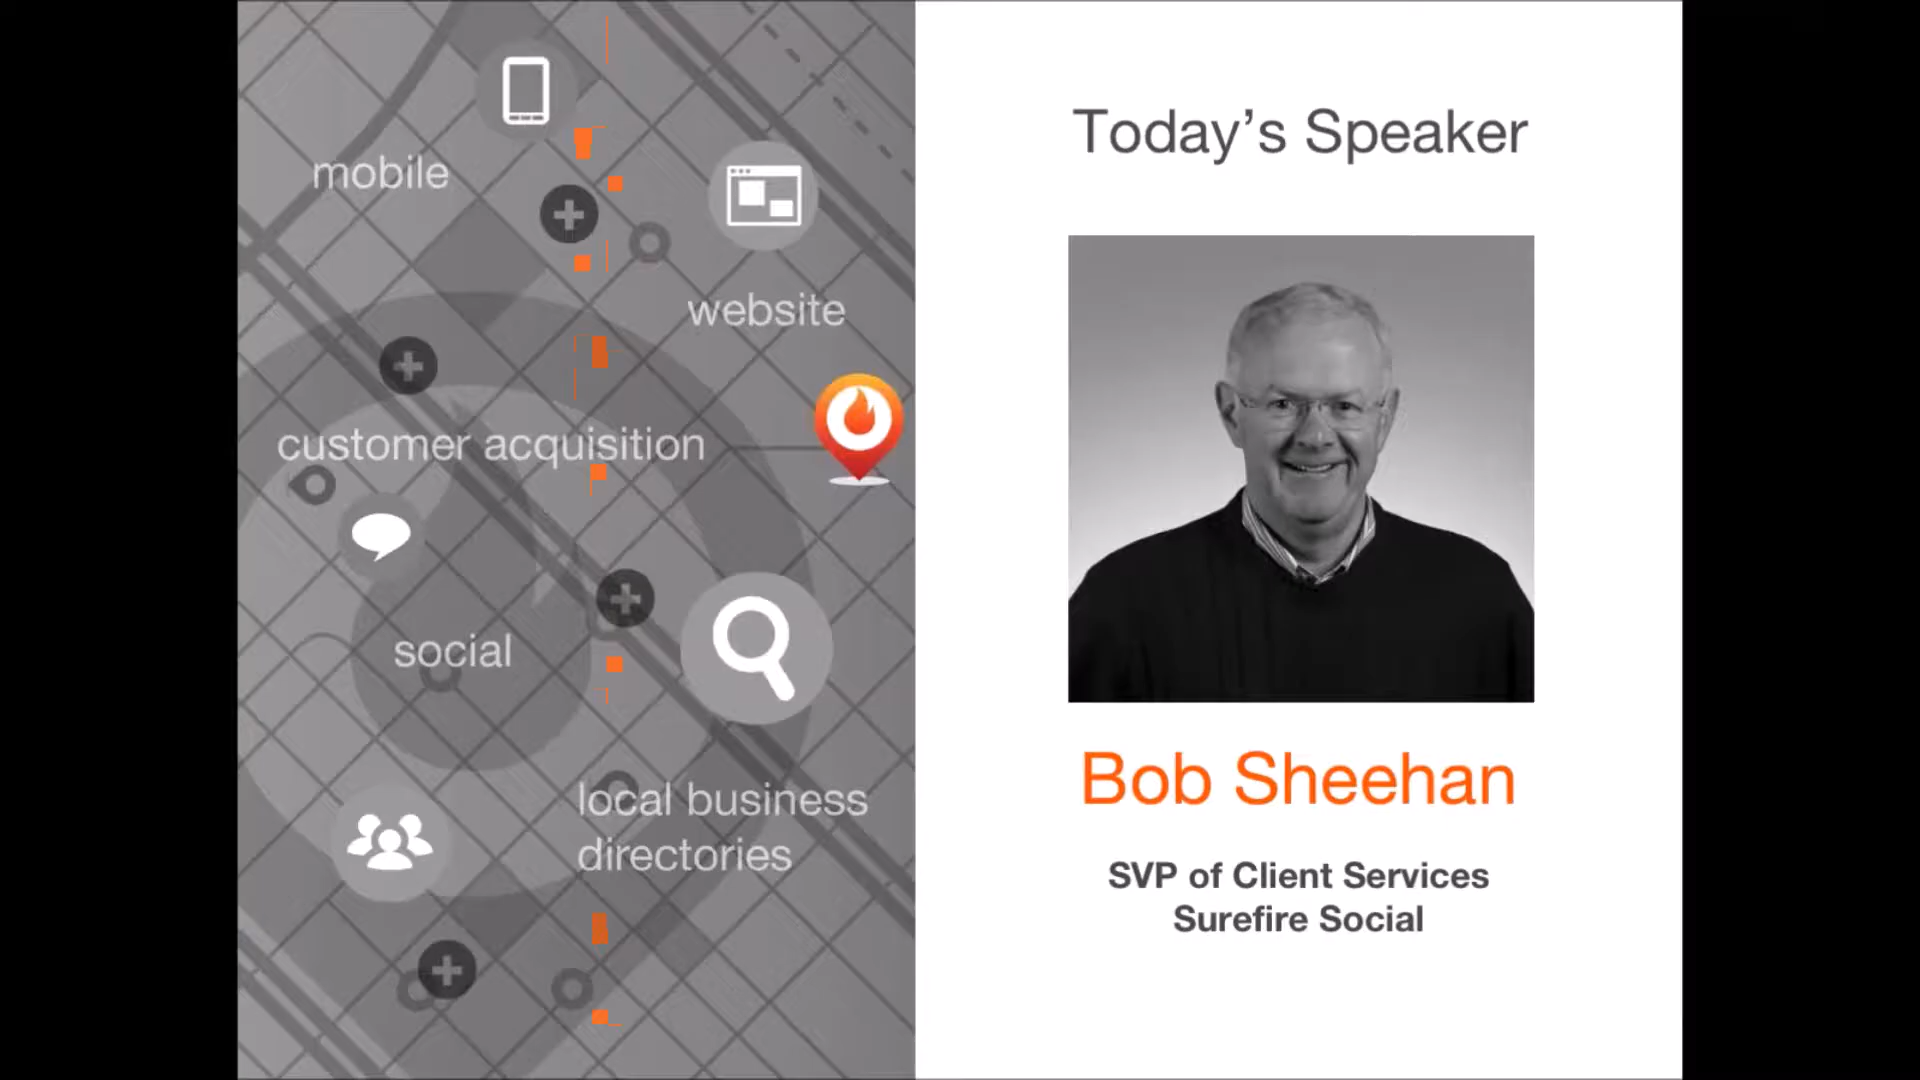 mobile
website
customer acquisition
social
local business
directories
Today’s Speaker
Bob Sheehan
SVP of Client Services
Surefire Social